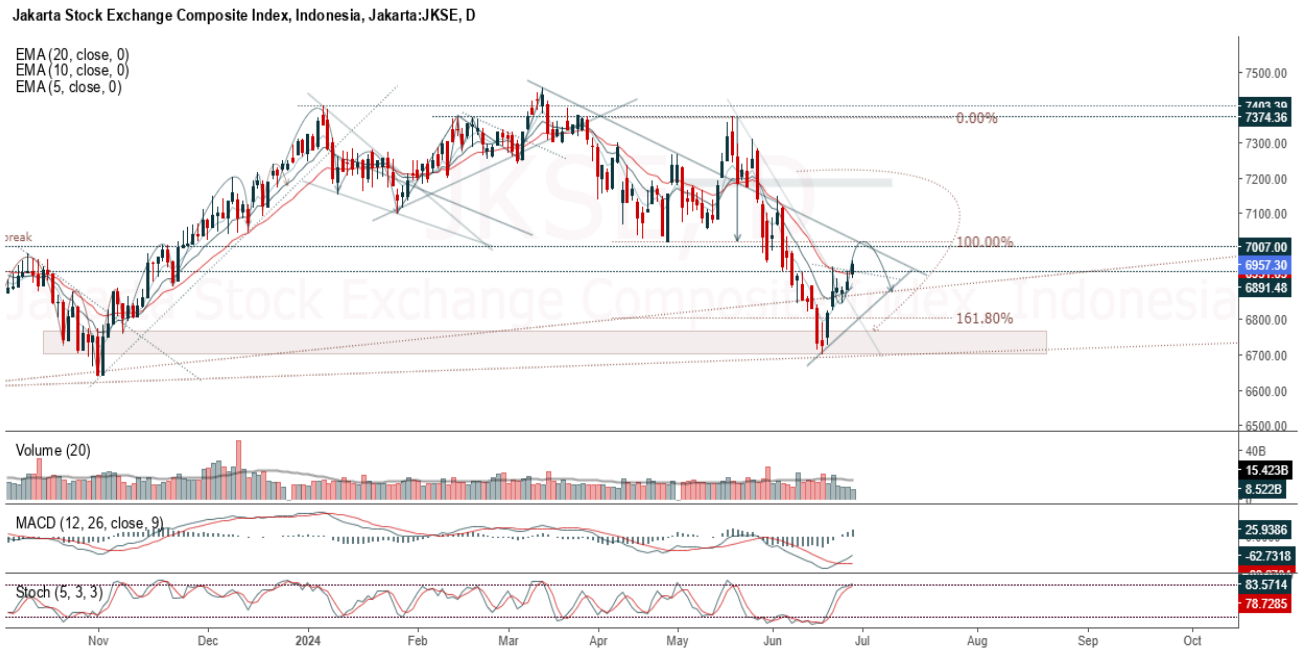 Jakarta Stock Exchange Composite Index, Indonesia, Jakarta:JKSE, D
EMA (20, close, 0)
EMA (10, close, 0)
EMA (5, close, 0)
7500.00
7403.39
7374.36
0.00%
7300.00
7200.00
JKSE, D
7100.00
break
100.00%
7007.00
6957.30
6891.48
Jakarta Stock Exchange Composite Index, Indonesia
161.80%
6800.00
6700.00
6600.00
6500.00
Volume (20)
40B
15.423B
8.522B
MACD (12, 26, close, 9)
25.9386
-62.7318
Stoch (5, 3, 3)
83.5714
78.7285
Nov Dec 2024 Feb Mar Apr May Jun Jul Aug Sep Oct